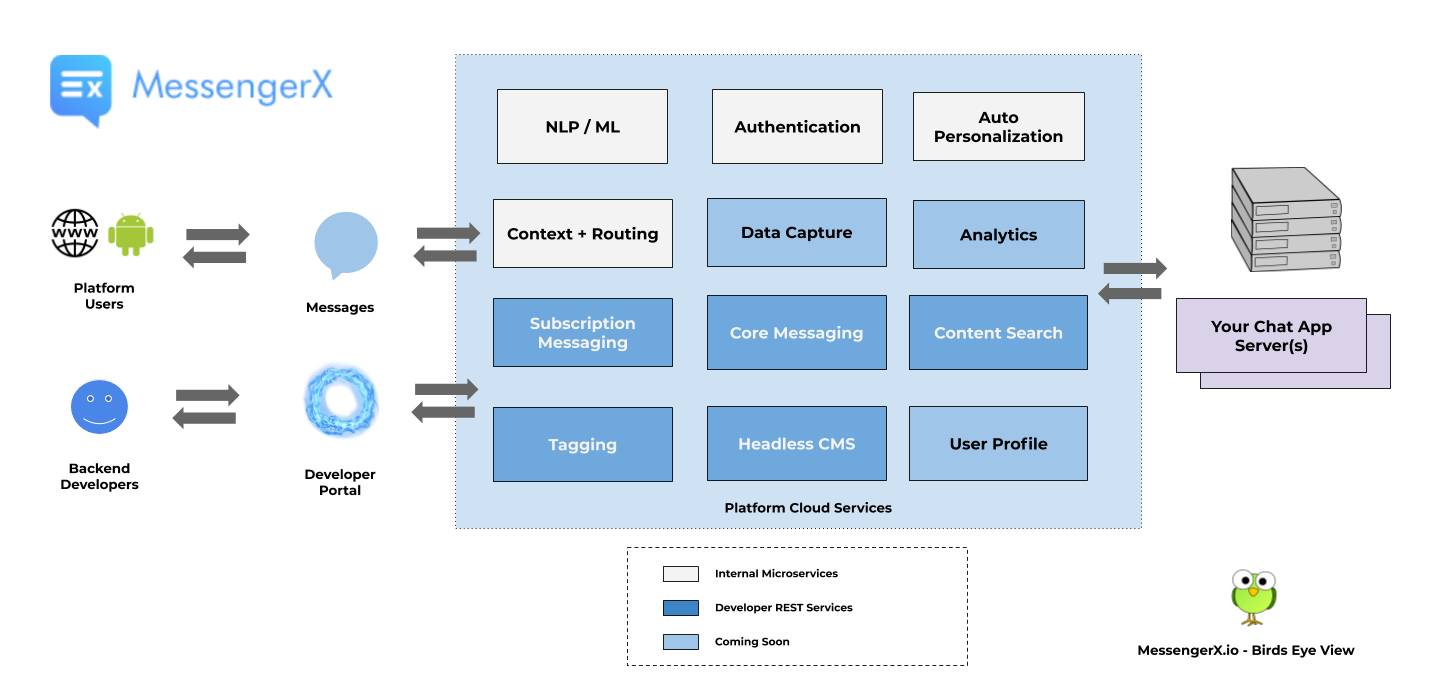 MessengerX
NLP / ML
Authentication
Auto
Personalization
www
Platform
Users
Messages
Context + Routing
Data Capture
Analytics
Subscription
Messaging
Core Messaging
Content Search
Your Chat App
Server(s)
Backend
Developers
Developer
Portal
Tagging
Headless CMS
User Profile
Platform Cloud Services
Internal Microservices
Developer REST Services
Coming Soon
MessengerX.io - Birds Eye View